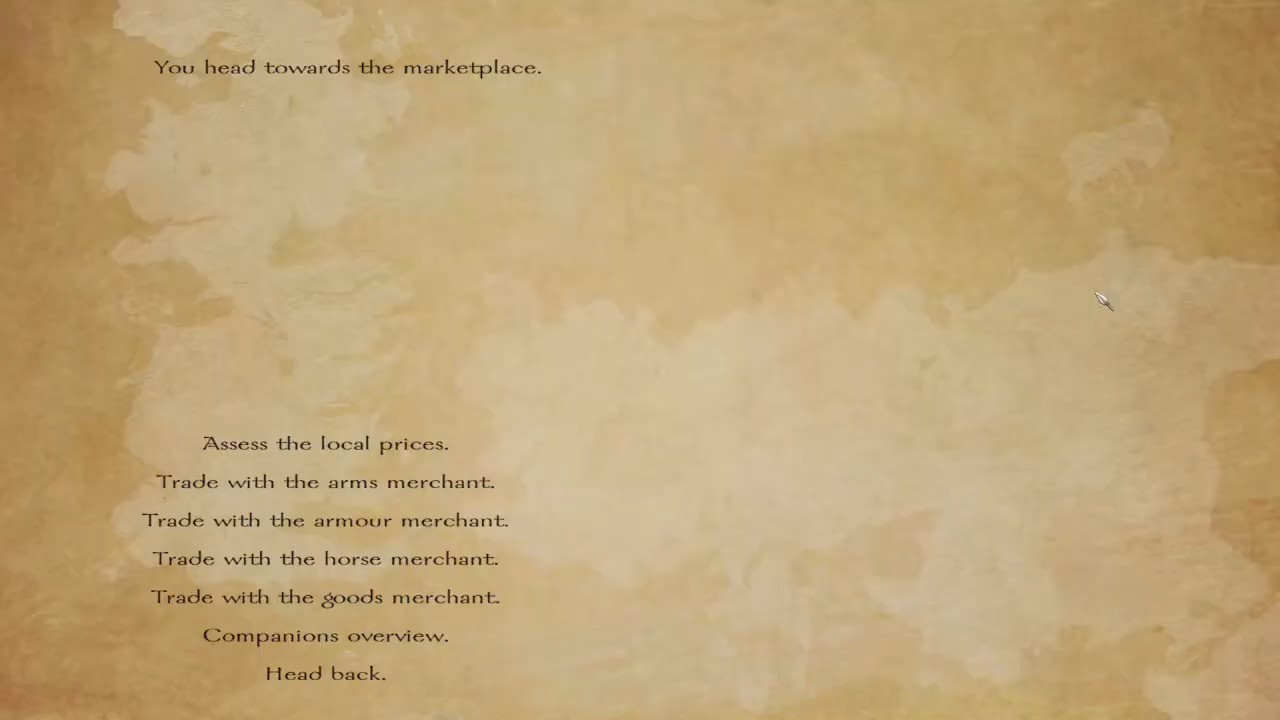 You head towards the marketplace.
Assess the local prices.
Trade with the arms merchant.
Trade with the armour merchant.
Trade with the horse merchant.
Trade with the goods merchant.
Companions overview.
Head back.